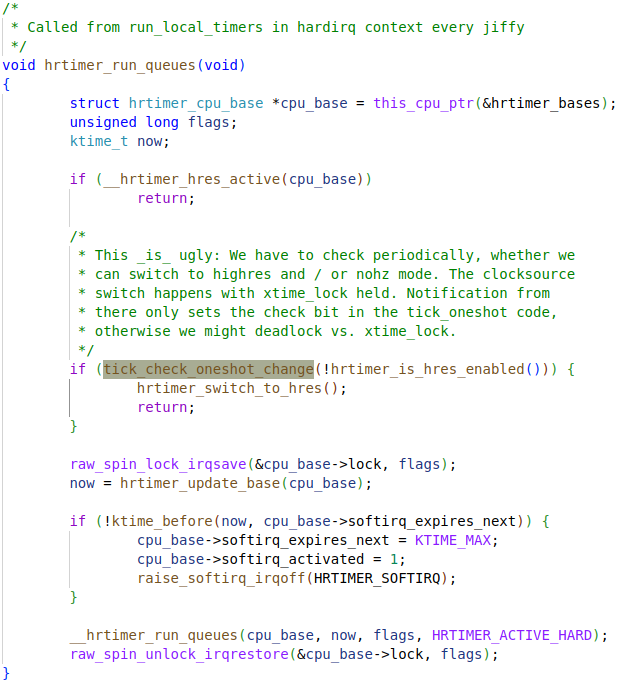 /*
 * Called from run_local_timers in hardirq context every jiffy
 */
void hrtimer_run_queues(void)
{
        struct hrtimer_cpu_base *cpu_base = this_cpu_ptr(&hrtimer_bases);
        unsigned long flags;
        ktime_t now;

        if (__hrtimer_hres_active(cpu_base))
                return;

        /*
         * This _is_ ugly: We have to check periodically, whether we
         * can switch to highres and / or nohz mode. The clocksource
         * switch happens with xtime_lock held. Notification from
         * there only sets the check bit in the tick_oneshot code,
         * otherwise we might deadlock vs. xtime_lock.
         */
        if (tick_check_oneshot_change(!hrtimer_is_hres_enabled())) {
                hrtimer_switch_to_hres();
                return;
        }

        raw_spin_lock_irqsave(&cpu_base->lock, flags);
        now = hrtimer_update_base(cpu_base);

        if (!ktime_before(now, cpu_base->softirq_expires_next)) {
                cpu_base->softirq_expires_next = KTIME_MAX;
                cpu_base->softirq_activated = 1;
                raise_softirq_irqoff(HRTIMER_SOFTIRQ);
        }

        __hrtimer_run_queues(cpu_base, now, flags, HRTIMER_ACTIVE_HARD);
        raw_spin_unlock_irqrestore(&cpu_base->lock, flags);
}